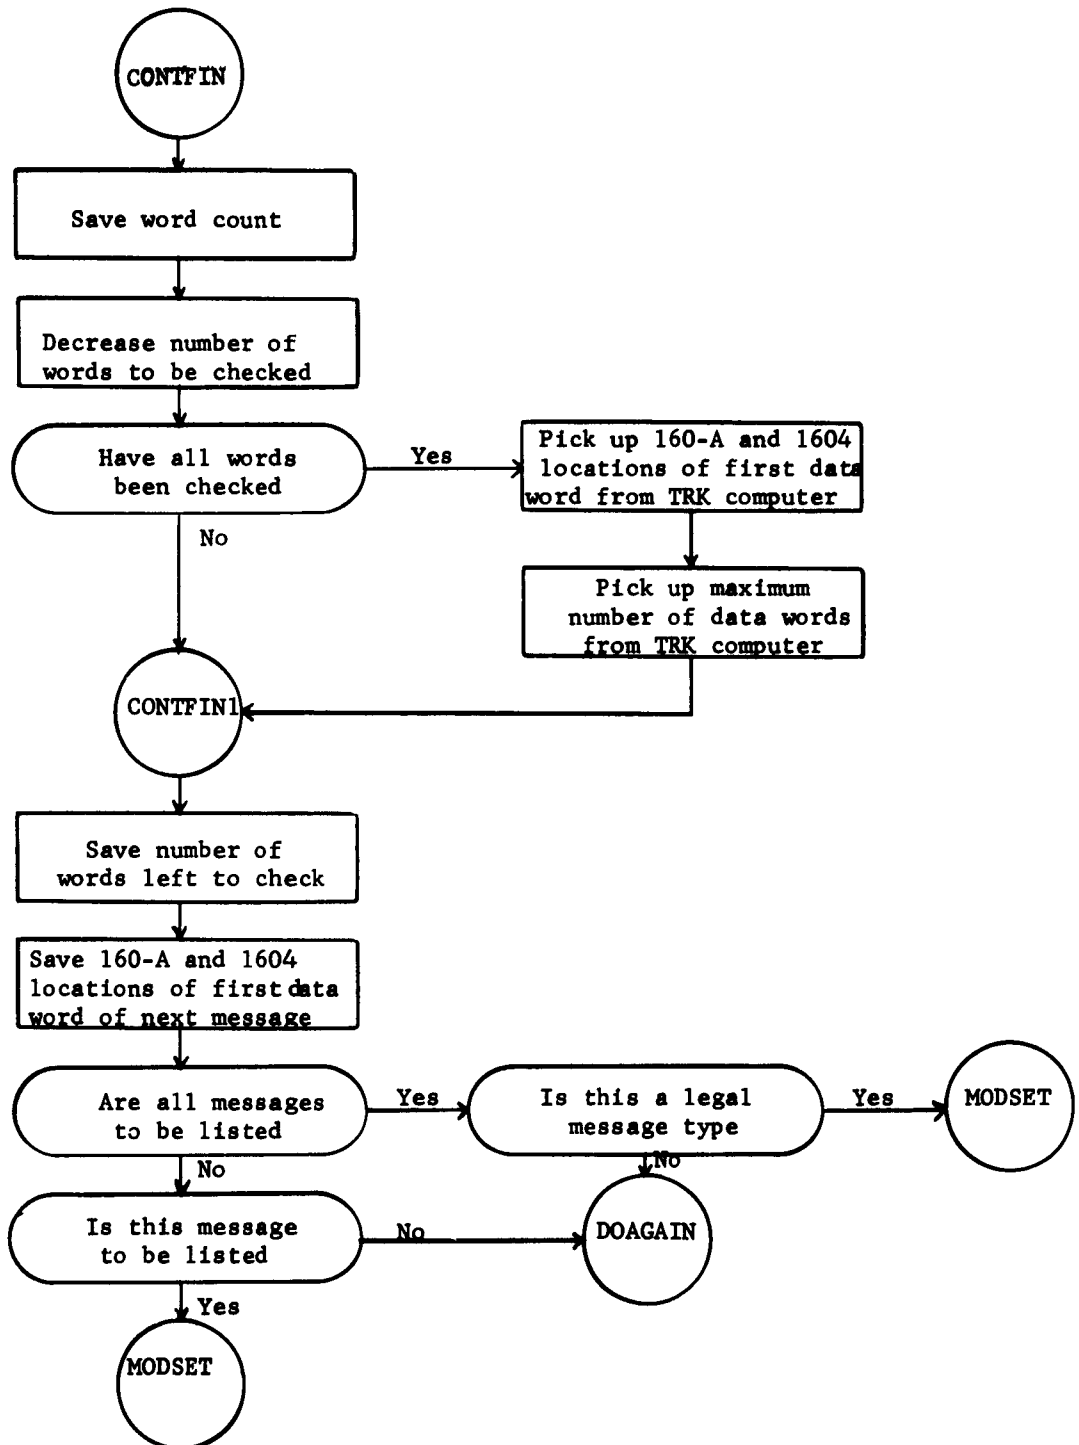 CONTFIN
Save word count
Decrease number of
words to be checked
Have all words
been checked
Yes
Pick up 160-A and 1604
locations of first data
word from TRK computer
No
Pick up maximum
number of data words
from TRK computer
CONTFIN1
Save number of
words left to check
Save 160-A and 1604
locations of first data
word of next message
Are all messages
to be listed
Yes
Is this a legal
message type
Yes
MODSET
No
No
Is this message
to be listed
No
DOAGAIN
Yes
MODSET